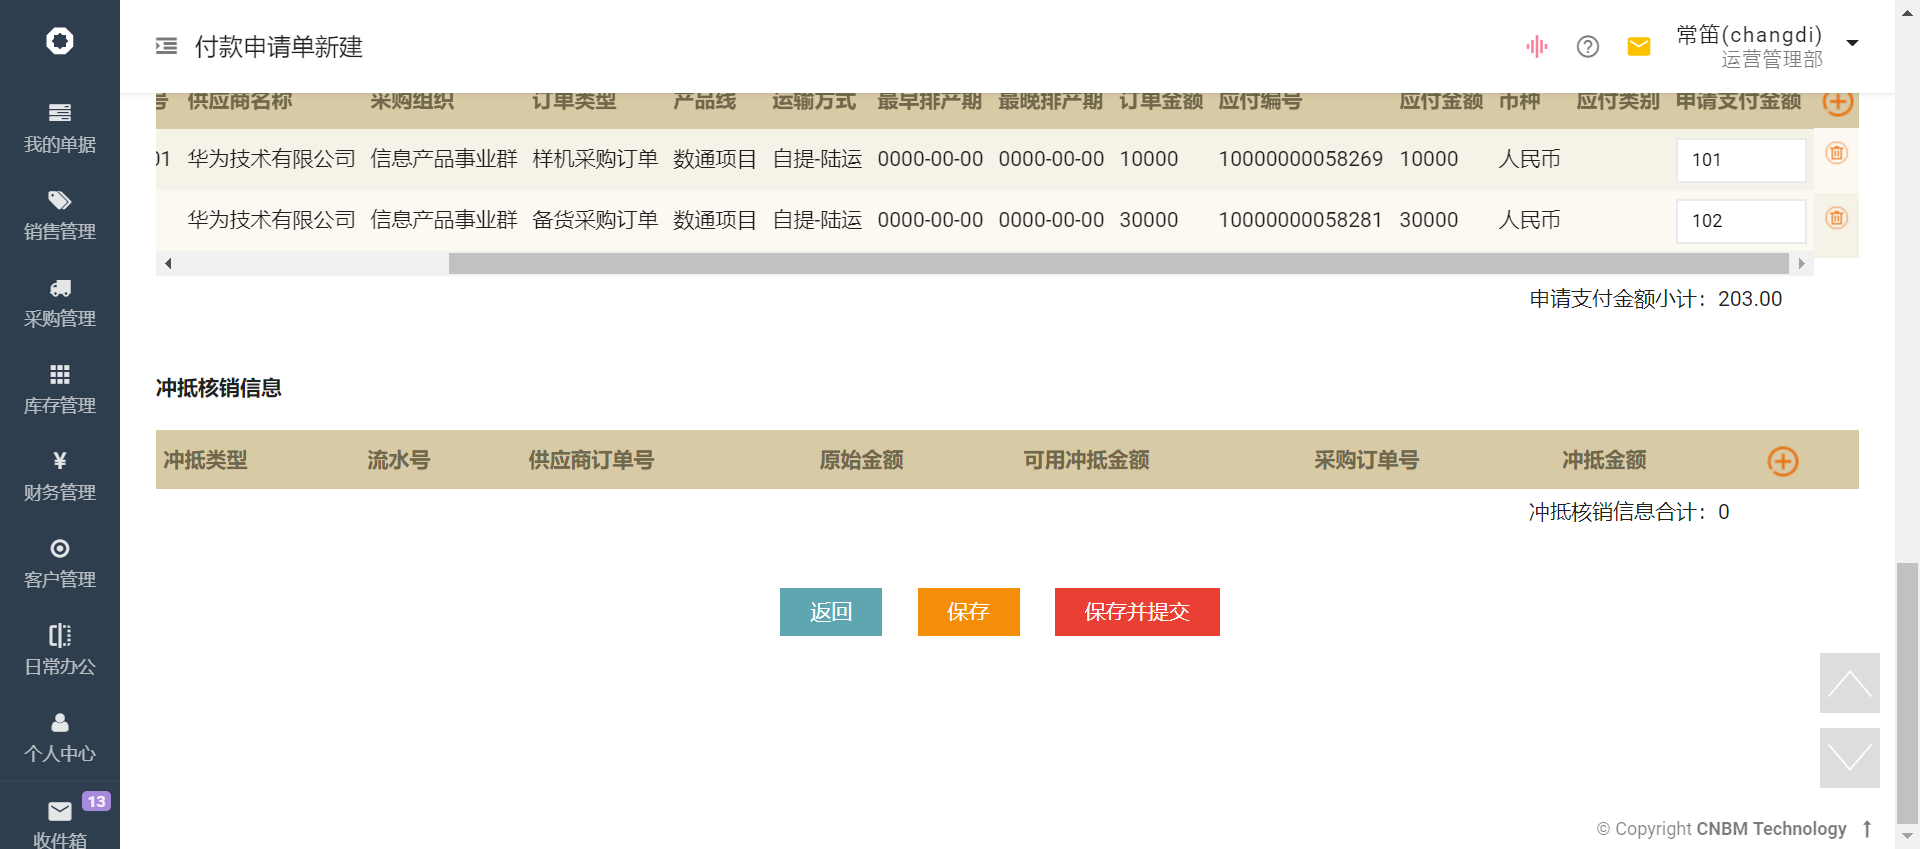 付款申请单新建
常笛(changdi)
运营管理部
我的单据
销售管理
采购管理
库存管理
财务管理
客户管理
日常办公
个人中心
13
收件箱
号 供应商名称 采购组织 订单类型 产品线 运输方式 最早排产期 最晚排产期 订单金额 应付编号 应付金额 币种 应付类别 申请支付金额
01 华为技术有限公司 信息产品事业群 样机采购订单 数通项目 自提-陆运 0000-00-00 0000-00-00 10000 10000000058269 10000 人民币 101
华为技术有限公司 信息产品事业群 备货采购订单 数通项目 自提-陆运 0000-00-00 0000-00-00 30000 10000000058281 30000 人民币 102
申请支付金额小计：203.00
冲抵核销信息
冲抵类型 流水号 供应商订单号 原始金额 可用冲抵金额 采购订单号 冲抵金额
冲抵核销信息合计：0
返回 保存 保存并提交
© Copyright CNBM Technology